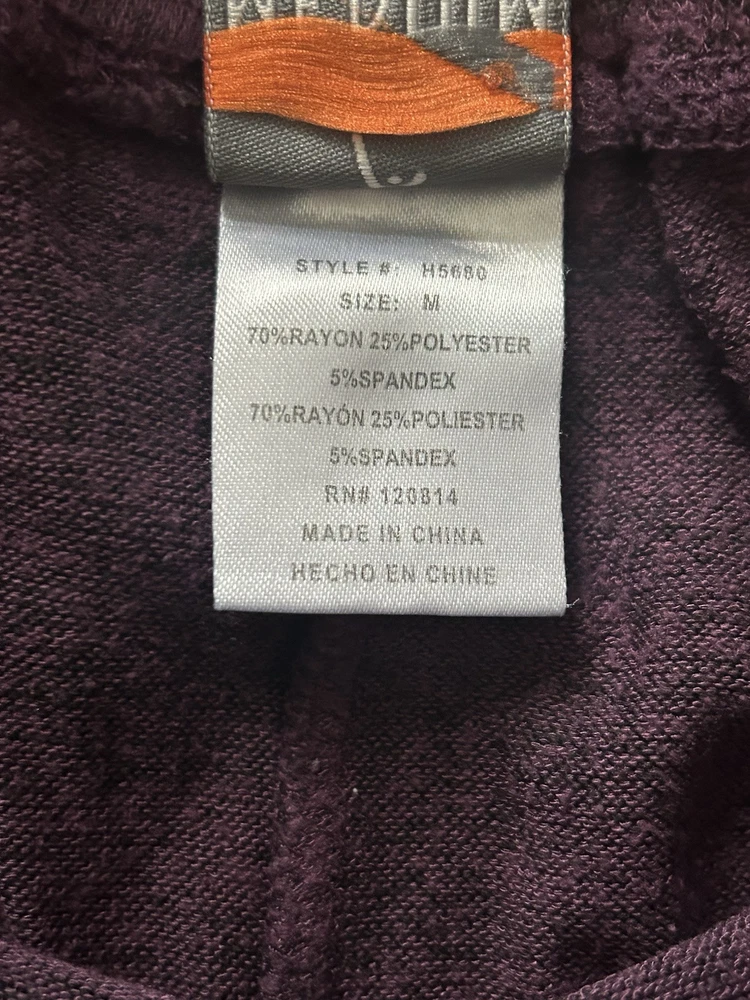 STYLE #: H5680
SIZE: M
70%RAYON 25%POLYESTER
5%SPANDEX
70%RAYÓN 25%POLIESTER
5%SPANDEX
RN# 120814
MADE IN CHINA
HECHO EN CHINE